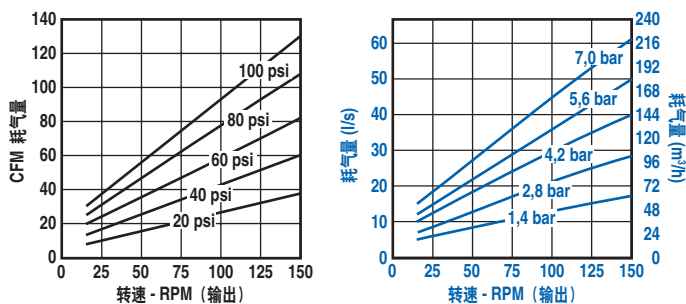 140
120
100
80
60
40
20
0
CFM 耗气量
100 psi
80 psi
60 psi
40 psi
20 psi
0 25 50 75 100 125 150
转速 - RPM（输出）
60
50
40
30
20
10
0
耗气量 (l/s)
7,0 bar
5,6 bar
4,2 bar
2,8 bar
1,4 bar
240
216
192
168
144
120
96
72
48
24
0
耗气量 (m³/h)
0 25 50 75 100 125 150
转速 - RPM（输出）